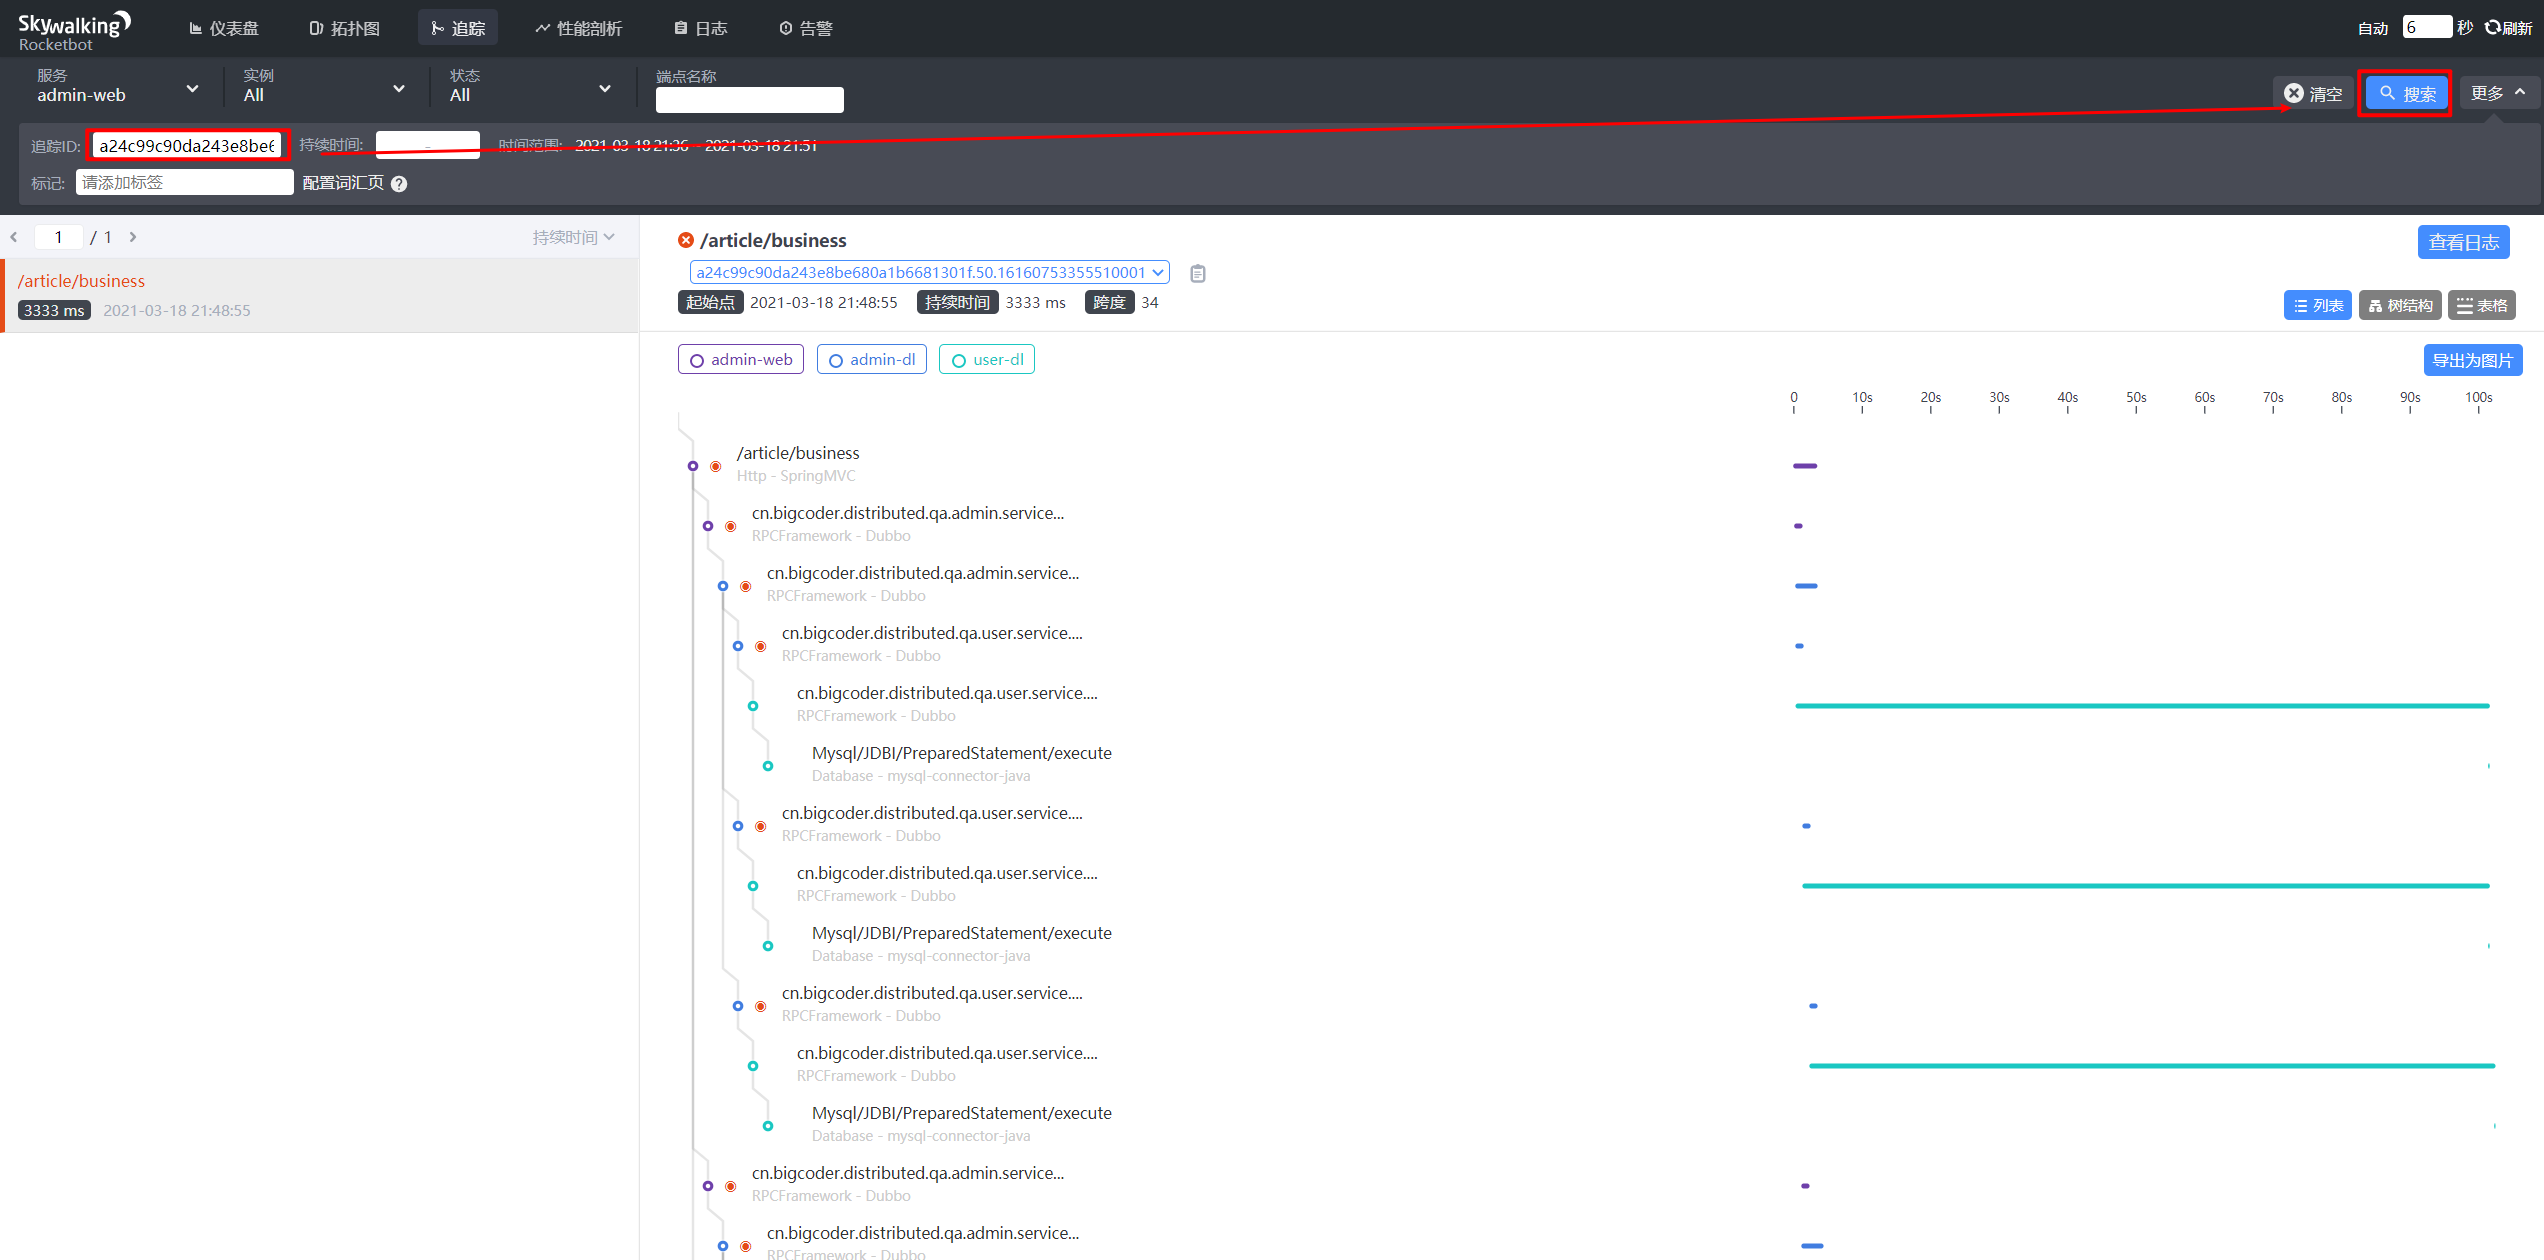 Skywalking
Rocketbot
仪表盘
拓扑图
追踪
性能剖析
日志
告警
自动 6 秒 刷新
服务
admin-web
实例
All
状态
All
端点名称
清空
搜索
更多
追踪ID: a24c99c90da243e8be6 持续时间: - 时间范围: 2021-03-18 21:36 - 2021-03-18 21:51
标记: 请添加标签 配置词汇页 ?
1 / 1
持续时间
/article/business
3333 ms 2021-03-18 21:48:55
/article/business
查看日志
a24c99c90da243e8be680a1b6681301f.50.16160753355510001
起始点 2021-03-18 21:48:55 持续时间 3333 ms 跨度 34
列表 树结构 表格
admin-web admin-dl user-dl
导出为图片
0 10s 20s 30s 40s 50s 60s 70s 80s 90s 100s
/article/business
Http - SpringMVC
cn.bigcoder.distributed.qa.admin.service...
RPCFramework - Dubbo
cn.bigcoder.distributed.qa.admin.service...
RPCFramework - Dubbo
cn.bigcoder.distributed.qa.user.service....
RPCFramework - Dubbo
cn.bigcoder.distributed.qa.user.service....
RPCFramework - Dubbo
Mysql/JDBI/PreparedStatement/execute
Database - mysql-connector-java
cn.bigcoder.distributed.qa.user.service....
RPCFramework - Dubbo
cn.bigcoder.distributed.qa.user.service....
RPCFramework - Dubbo
Mysql/JDBI/PreparedStatement/execute
Database - mysql-connector-java
cn.bigcoder.distributed.qa.user.service....
RPCFramework - Dubbo
cn.bigcoder.distributed.qa.user.service....
RPCFramework - Dubbo
Mysql/JDBI/PreparedStatement/execute
Database - mysql-connector-java
cn.bigcoder.distributed.qa.admin.service...
RPCFramework - Dubbo
cn.bigcoder.distributed.qa.admin.service...
RPCFramework - Dubbo